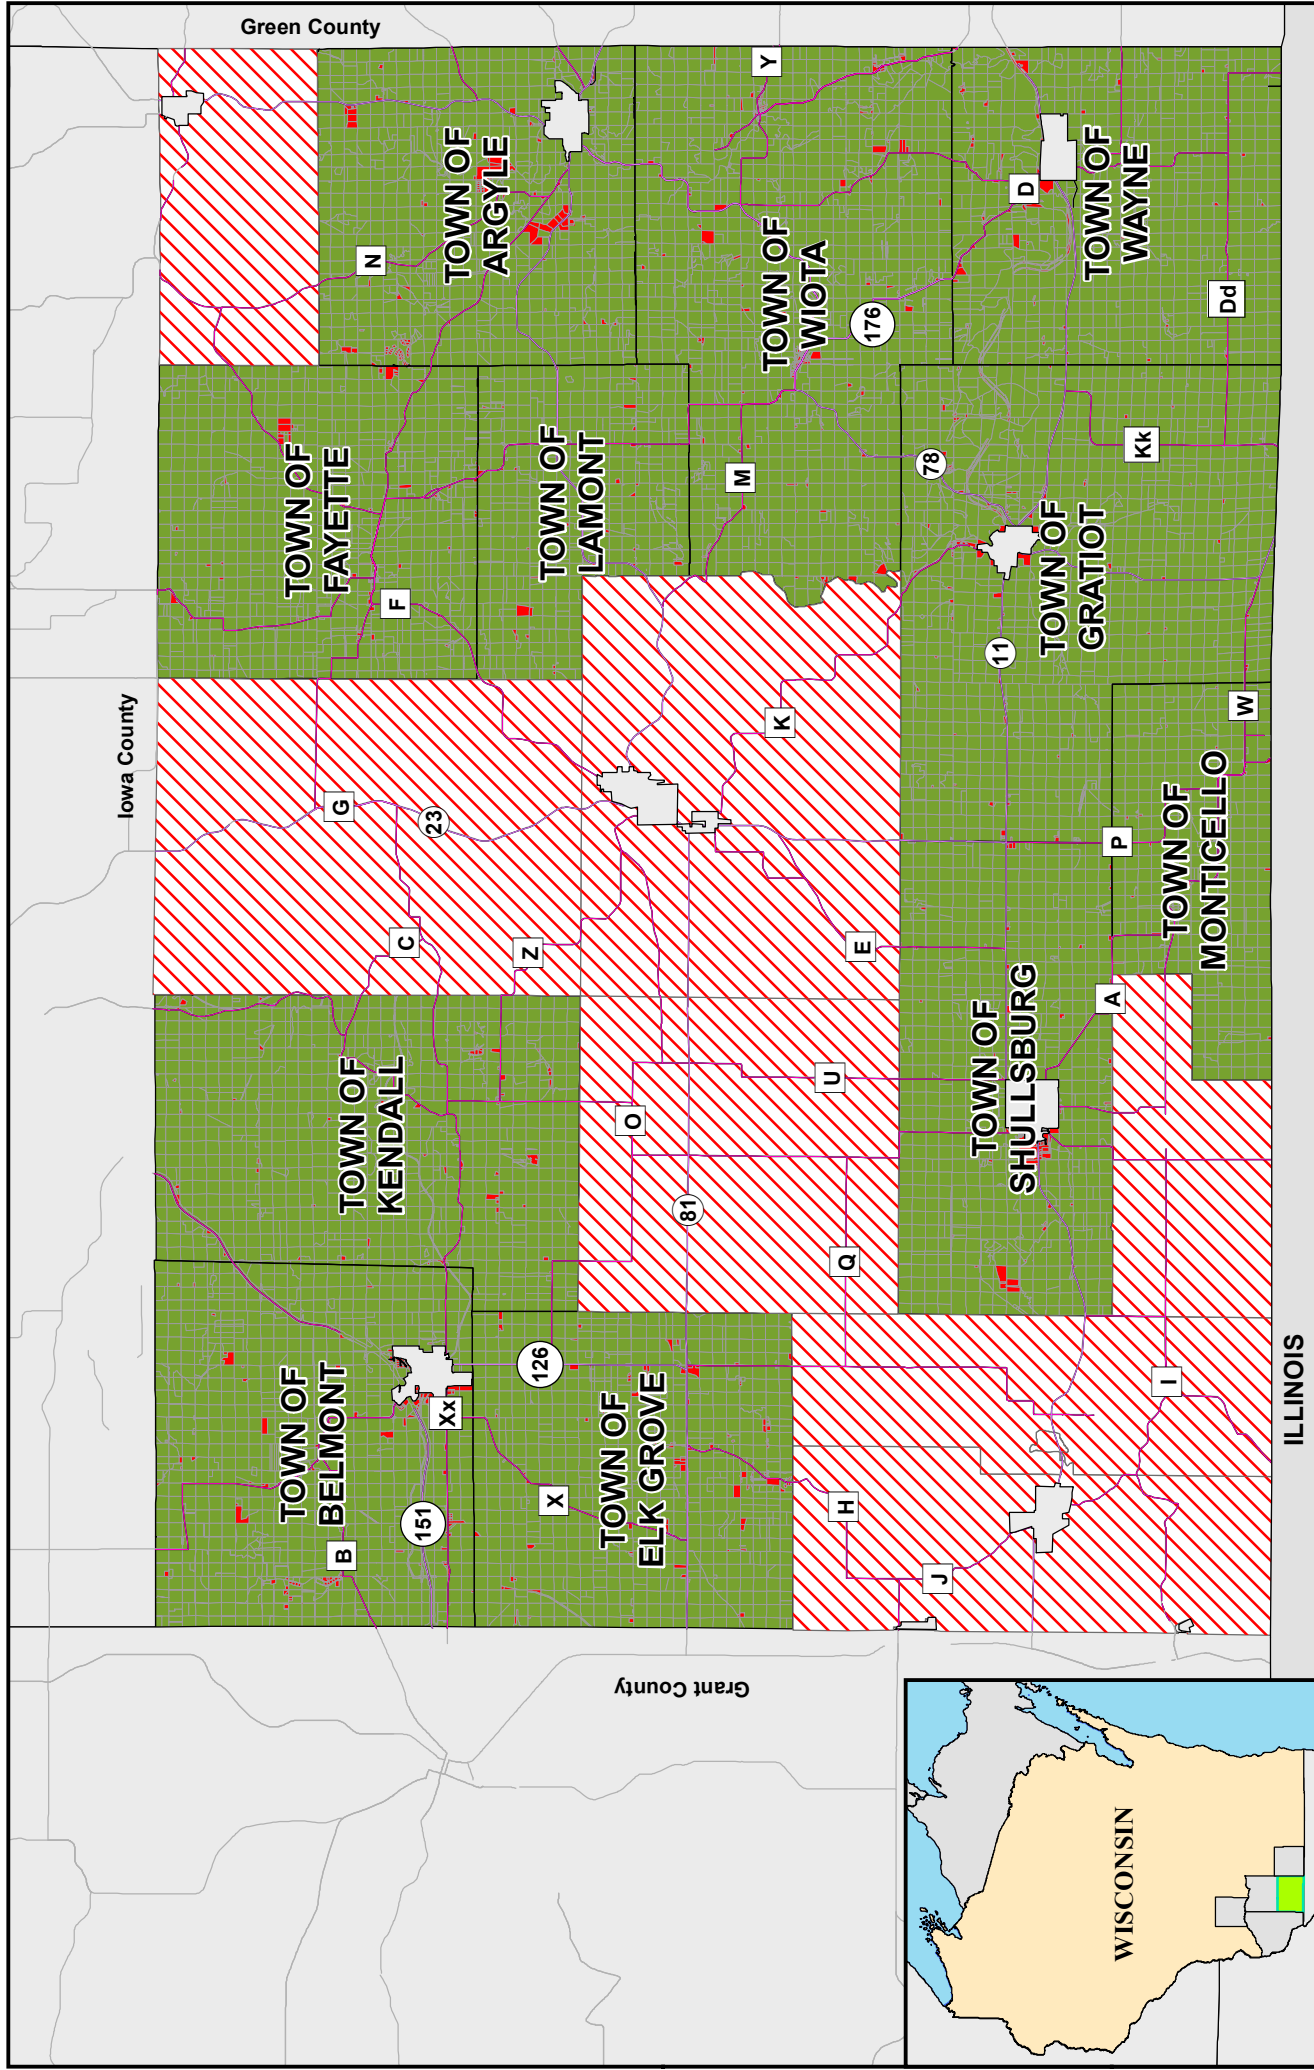 Iowa County
Green County
Grant County
ILLINOIS
TOWN OF
BELMONT
TOWN OF
KENDALL
TOWN OF
FAYETTE
TOWN OF
ARGYLE
TOWN OF
LAMONT
TOWN OF
ELK GROVE
TOWN OF
WIOTA
TOWN OF
SHULLSBURG
TOWN OF
GRATIOT
TOWN OF
WAYNE
TOWN OF
MONTICELLO
B
151
Xx
X
126
C
G
23
Z
F
N
Y
M
176
D
78
Dd
Kk
11
K
E
O
U
81
Q
H
J
I
A
P
W
WISCONSIN